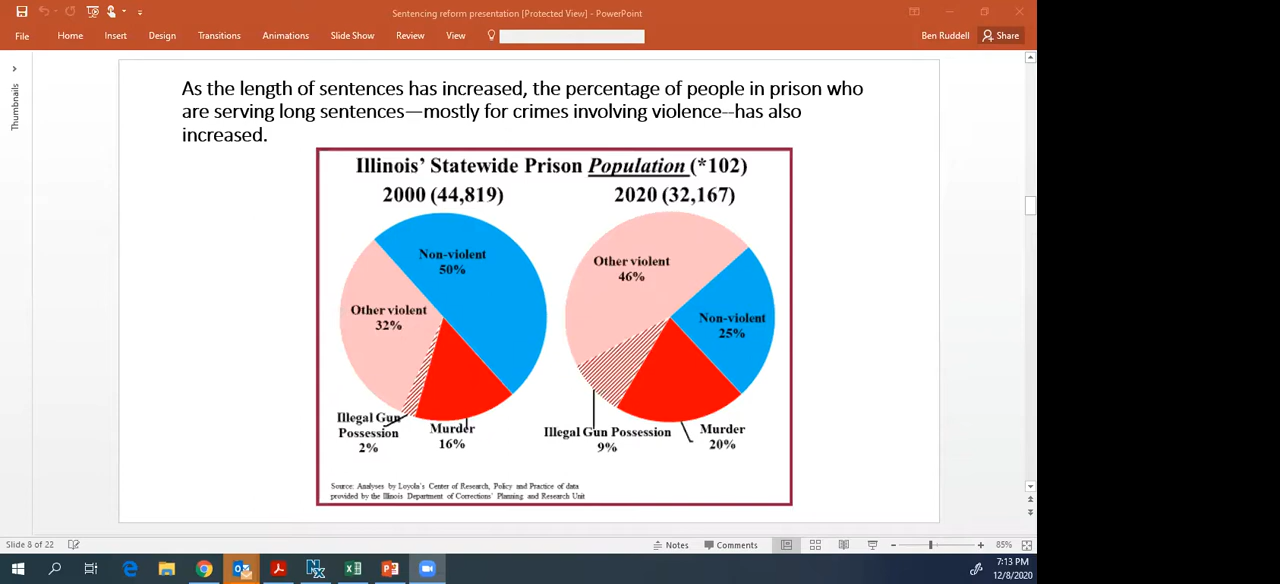 Sentencing reform presentation [Protected View] - PowerPoint
File Home Insert Design Transitions Animations Slide Show Review View Ben Ruddell Share
Thumbnails
As the length of sentences has increased, the percentage of people in prison who
are serving long sentences—mostly for crimes involving violence--has also
increased.
Illinois' Statewide Prison Population (*102)
2000 (44,819) 2020 (32,167)
Non-violent
50%
Other violent
32%
Illegal Gun
Possession
2%
Murder
16%
Other violent
46%
Non-violent
25%
Illegal Gun Possession
9%
Murder
20%
Source: Analyses by Loyola's Center of Research, Policy and Practice of data
provided by the Illinois Department of Corrections' Planning and Research Unit
Slide 8 of 22 Notes Comments 85%
7:13 PM
12/8/2020